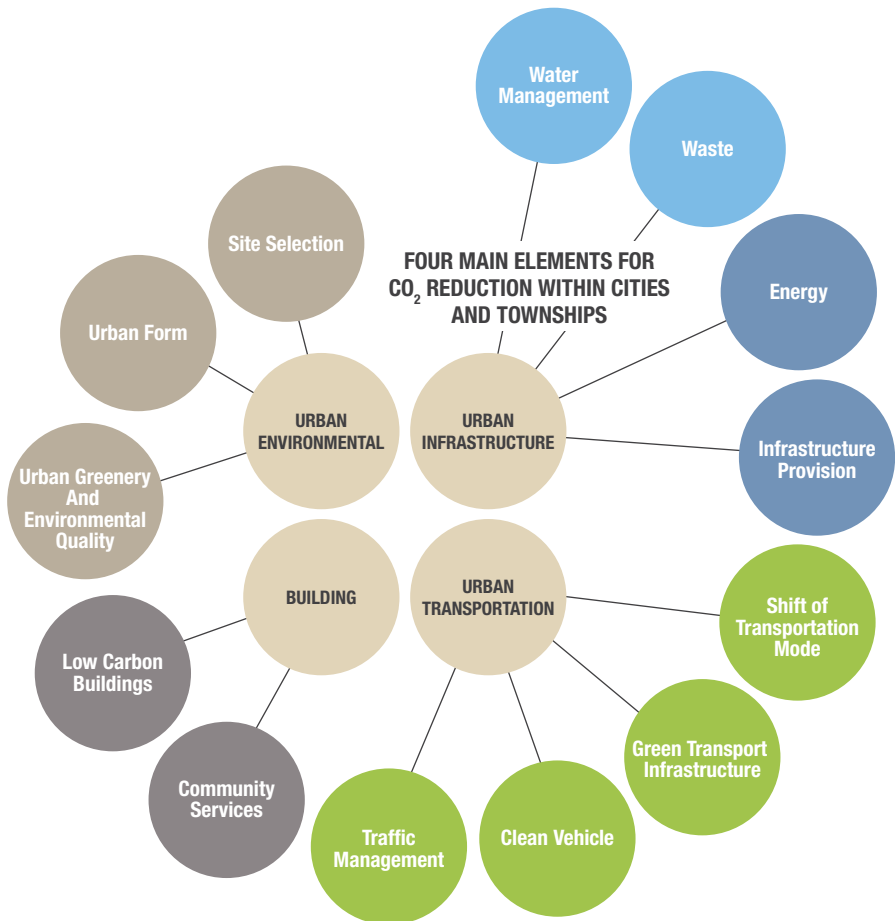 FOUR MAIN ELEMENTS FOR
CO₂ REDUCTION WITHIN CITIES
AND TOWNSHIPS
Water
Management
Waste
Energy
Infrastructure
Provision
URBAN
INFRASTRUCTURE
Site Selection
Urban Form
Urban Greenery
And
Environmental
Quality
URBAN
ENVIRONMENTAL
BUILDING
Low Carbon
Buildings
Community
Services
URBAN
TRANSPORTATION
Shift of
Transportation
Mode
Green Transport
Infrastructure
Clean Vehicle
Traffic
Management